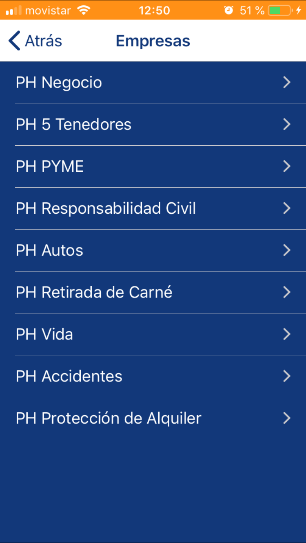 movistar 12:50 51 %
Atrás Empresas
PH Negocio
PH 5 Tenedores
PH PYME
PH Responsabilidad Civil
PH Autos
PH Retirada de Carné
PH Vida
PH Accidentes
PH Protección de Alquiler